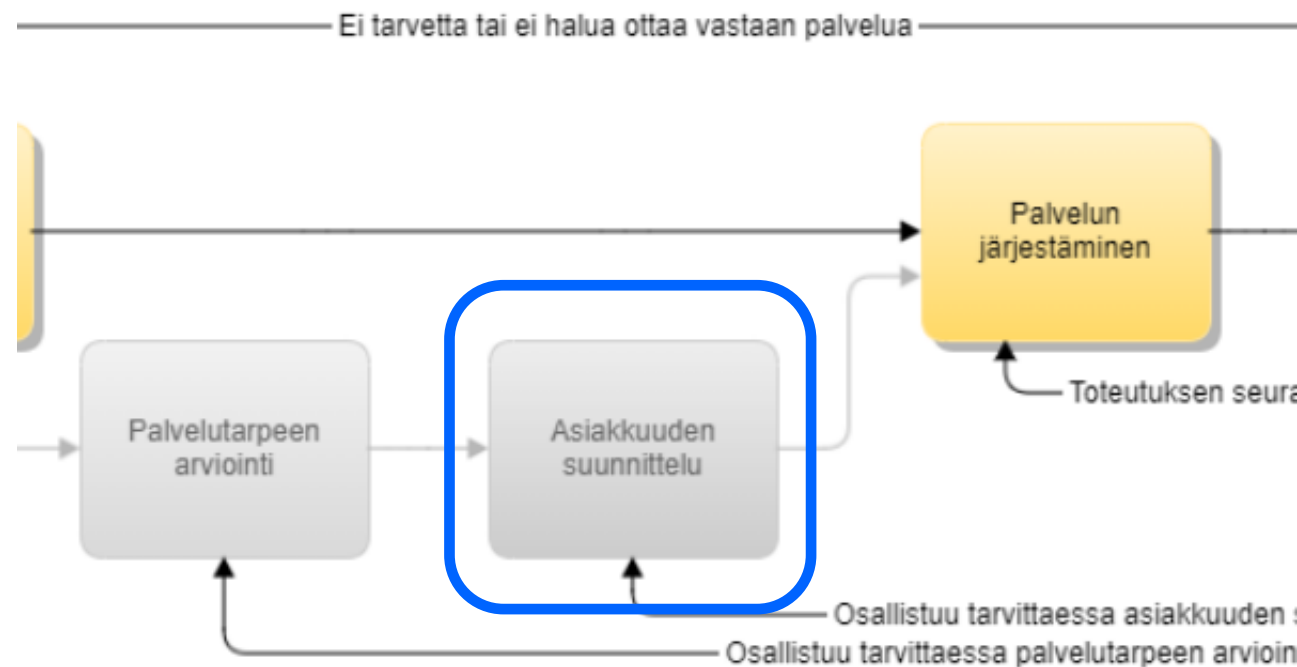 Ei tarvetta tai ei halua ottaa vastaan palvelua
Palvelun
järjestäminen
Toteutuksen
Palvelutarpeen
arviointi
Asiakkuuden
suunnittelu
Osallistuu tarvittaessa asiakkuuden
Osallistuu tarvittaessa palvelutarpeen